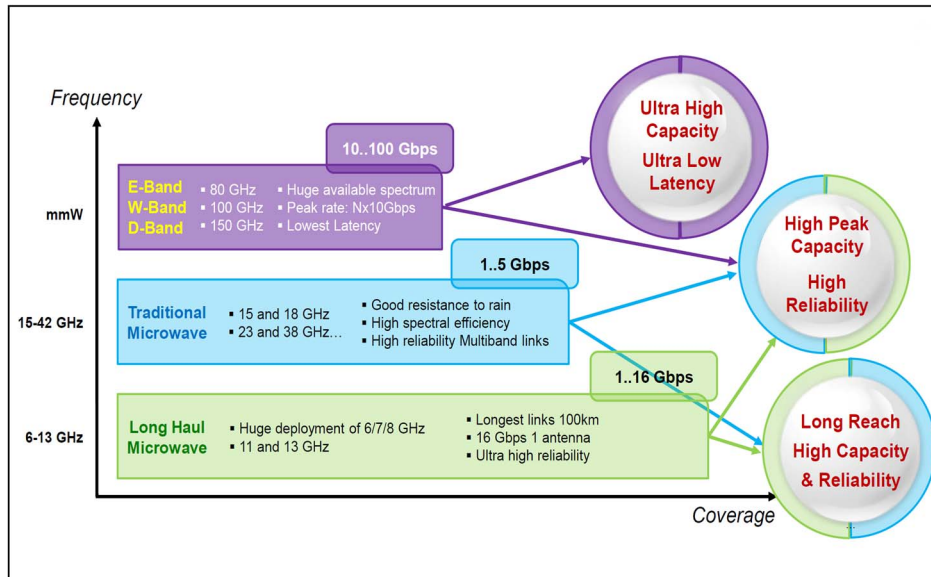 Frequency
10..100 Gbps
E-Band
W-Band
D-Band
▪ 80 GHz
▪ 100 GHz
▪ 150 GHz
▪ Huge available spectrum
▪ Peak rate: Nx10Gbps
▪ Lowest Latency
mmW
Ultra High
Capacity
Ultra Low
Latency
1..5 Gbps
Traditional
Microwave
▪ 15 and 18 GHz
▪ 23 and 38 GHz…
▪ Good resistance to rain
▪ High spectral efficiency
▪ High reliability Multiband links
15-42 GHz
High Peak
Capacity
High
Reliability
1..16 Gbps
Long Haul
Microwave
▪ Huge deployment of 6/7/8 GHz
▪ 11 and 13 GHz
▪ Longest links 100km
▪ 16 Gbps 1 antenna
▪ Ultra high reliability
6-13 GHz
Long Reach
High Capacity
& Reliability
...
Coverage